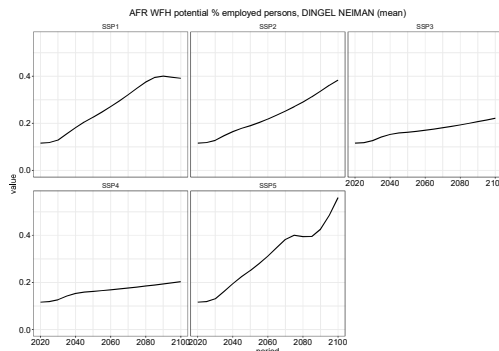 AFR WFH potential % employed persons, DINGEL NEIMAN (mean)
SSP1 SSP2 SSP3
0.4
0.2
0.0
2020 2040 2060 2080 210
value
SSP4 SSP5
0.4
0.2
0.0
2020 2040 2060 2080 2100 2020 2040 2060 2080 2100
period